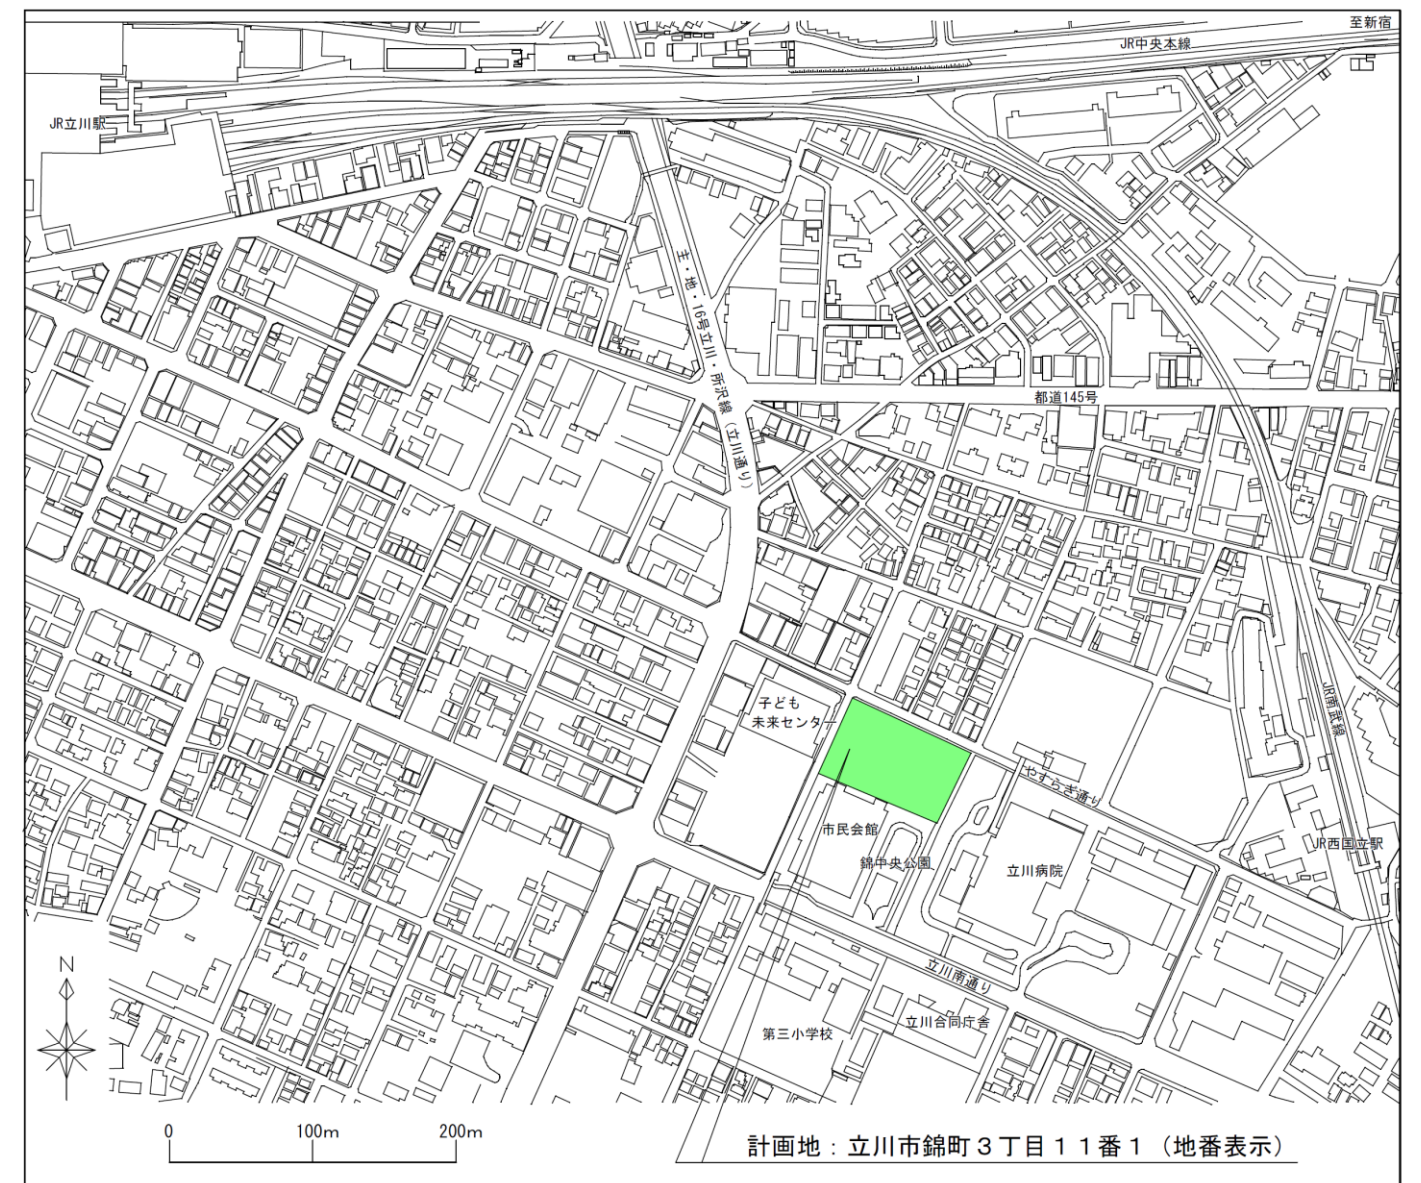 至新宿
JR中央本線
JR立川駅
主・地・16号立川・所沢線(立川通り)
都道145号
JR南武線
子ども
未来センター
やすらぎ通り
市民会館
錦中央公園
立川病院
JR西国立駅
立川南通り
立川合同庁舎
第三小学校
N
0 100m 200m
計画地:立川市錦町3丁目11番1(地番表示)